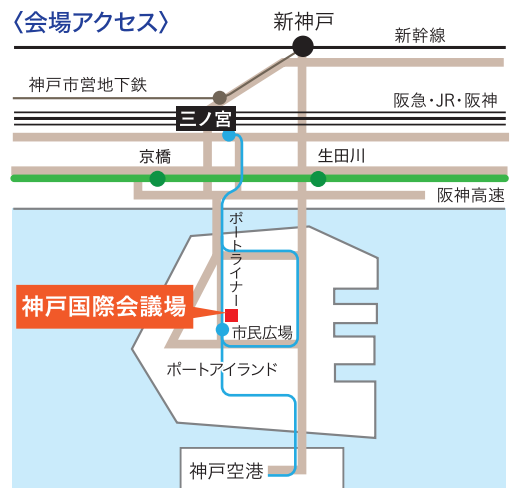 〈会場アクセス〉
新神戸
新幹線
神戸市営地下鉄
阪急・JR・阪神
三ノ宮
京橋
生田川
阪神高速
ポートライナー
神戸国際会議場
市民広場
ポートアイランド
神戸空港